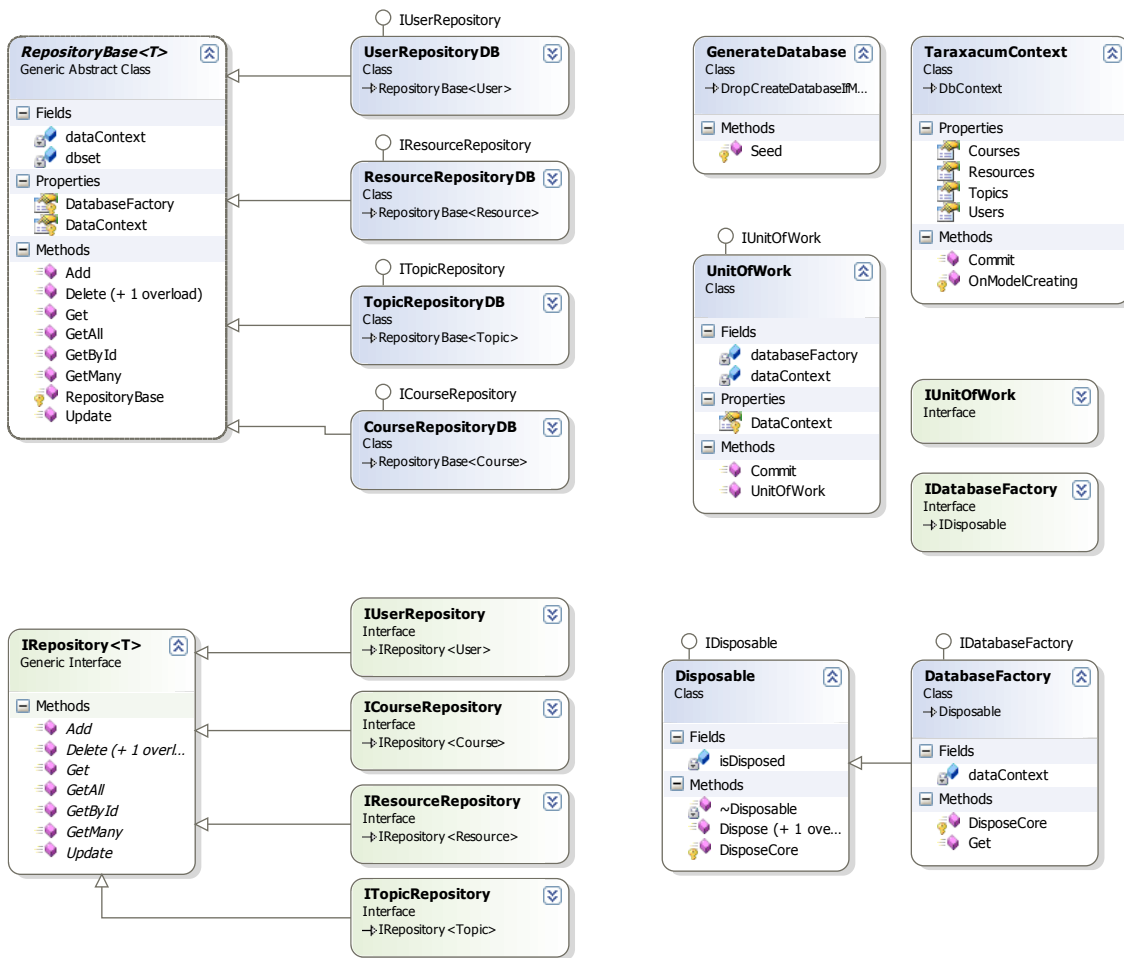 RepositoryBase<T>
Generic Abstract Class
Fields
dataContext
dbset
Properties
DatabaseFactory
DataContext
Methods
Add
Delete (+ 1 overload)
Get
GetAll
GetById
GetMany
RepositoryBase
Update
IUserRepository
UserRepositoryDB
Class
RepositoryBase<User>
IResourceRepository
ResourceRepositoryDB
Class
RepositoryBase<Resource>
ITopicRepository
TopicRepositoryDB
Class
RepositoryBase<Topic>
ICourseRepository
CourseRepositoryDB
Class
RepositoryBase<Course>
GenerateDatabase
Class
DropCreateDatabaseIfM...
Methods
Seed
TaraxacumContext
Class
DbContext
Properties
Courses
Resources
Topics
Users
Methods
Commit
OnModelCreating
IUnitOfWork
UnitOfWork
Class
Fields
databaseFactory
dataContext
Properties
DataContext
Methods
Commit
UnitOfWork
IUnitOfWork
Interface
IDatabaseFactory
Interface
IDisposable
IRepository<T>
Generic Interface
Methods
Add
Delete (+ 1 overl...
Get
GetAll
GetById
GetMany
Update
IUserRepository
Interface
IRepository<User>
ICourseRepository
Interface
IRepository<Course>
IResourceRepository
Interface
IRepository<Resource>
ITopicRepository
Interface
IRepository<Topic>
IDisposable
Disposable
Class
Fields
isDisposed
Methods
~Disposable
Dispose (+ 1 ove...
DisposeCore
IDatabaseFactory
DatabaseFactory
Class
Disposable
Fields
dataContext
Methods
DisposeCore
Get